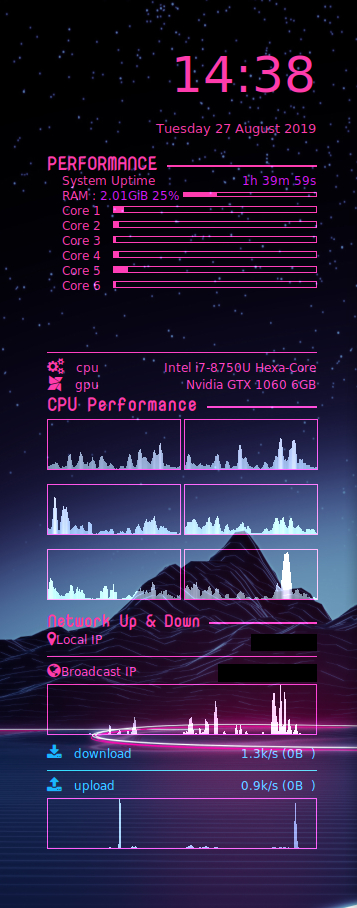 14:38
Tuesday 27 August 2019
PERFORMANCE
System Uptime 1h 39m 59s
RAM : 2.01GiB 25%
Core 1
Core 2
Core 3
Core 4
Core 5
Core 6
cpu Intel i7-8750U Hexa-Core
gpu Nvidia GTX 1060 6GB
CPU Performance
Network Up & Down
Local IP
Broadcast IP
download 1.3k/s (0B )
upload 0.9k/s (0B )